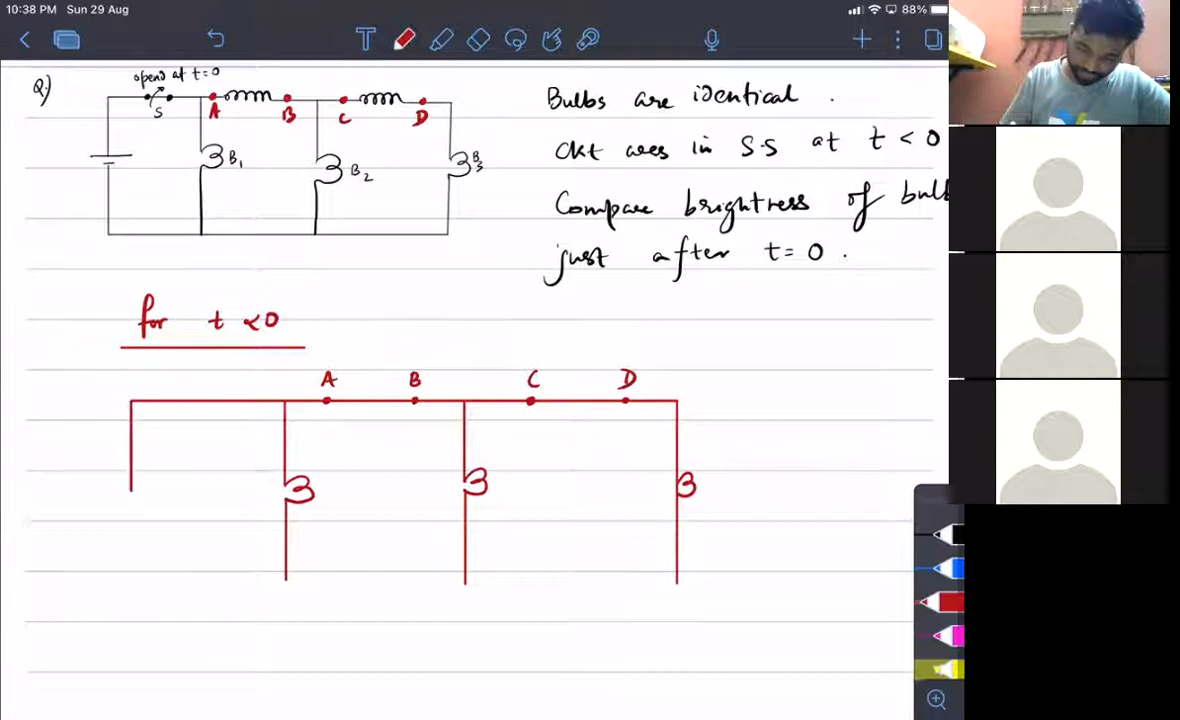 10:38 PM Sun 29 Aug
88%
Q:)
opend at t=0
S
A
B
C
D
B1
B2
B3
Bulbs are identical .
ckt was in S.S at t < 0
Compare brightness of bulb
just after t = 0 .
for t < 0
A B C D